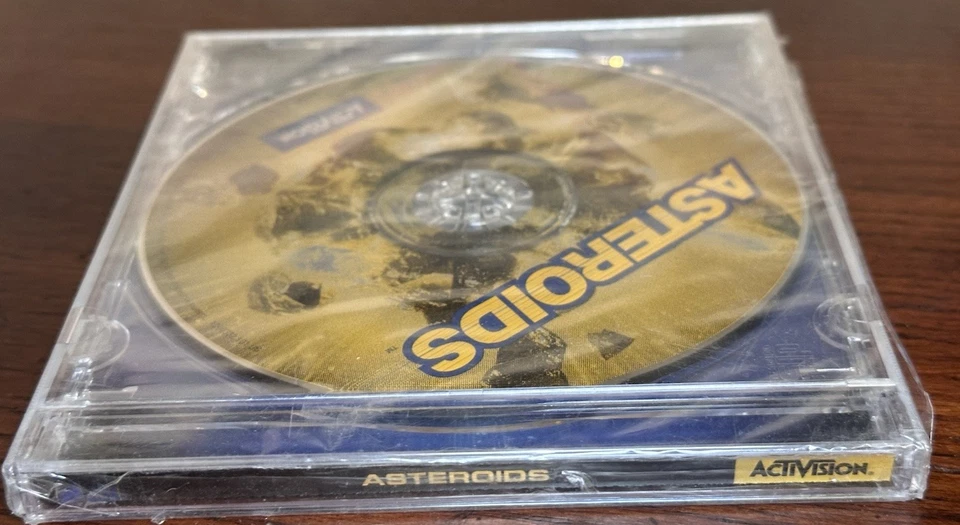 ACTIVISION
ASTEROIDS
ASTEROIDS
ACTIVISION.